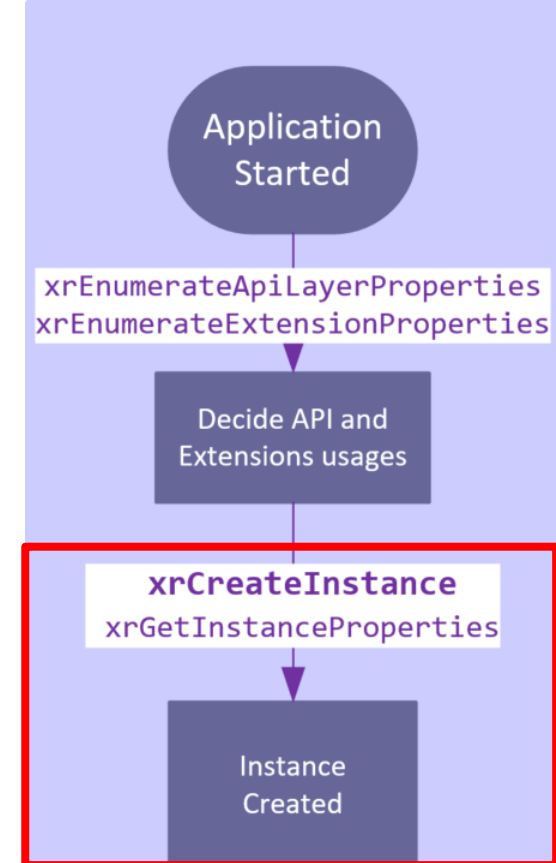 Application
Started
xrEnumerateApiLayerProperties
xrEnumerateExtensionProperties
Decide API and
Extensions usages
xrCreateInstance
xrGetInstanceProperties
Instance
Created